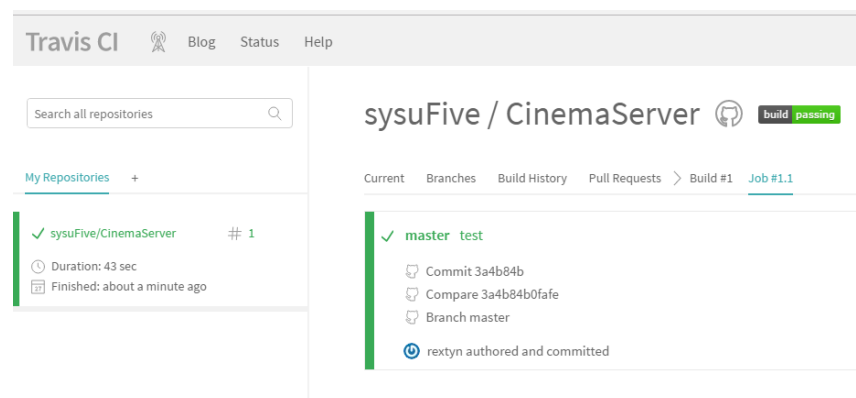 Travis CI Blog Status Help
Search all repositories
sysuFive / CinemaServer build passing
My Repositories +
Current Branches Build History Pull Requests Build #1 Job #1.1
sysuFive/CinemaServer # 1
Duration: 43 sec
Finished: about a minute ago
master test
Commit 3a4b84b
Compare 3a4b84b0fafe
Branch master
rextyn authored and committed